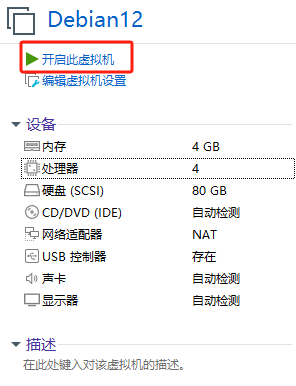 Debian12
开启此虚拟机
编辑虚拟机设置
设备
内存 4 GB
处理器 4
硬盘 (SCSI) 80 GB
CD/DVD (IDE) 自动检测
网络适配器 NAT
USB 控制器 存在
声卡 自动检测
显示器 自动检测
描述
在此处键入对该虚拟机的描述。